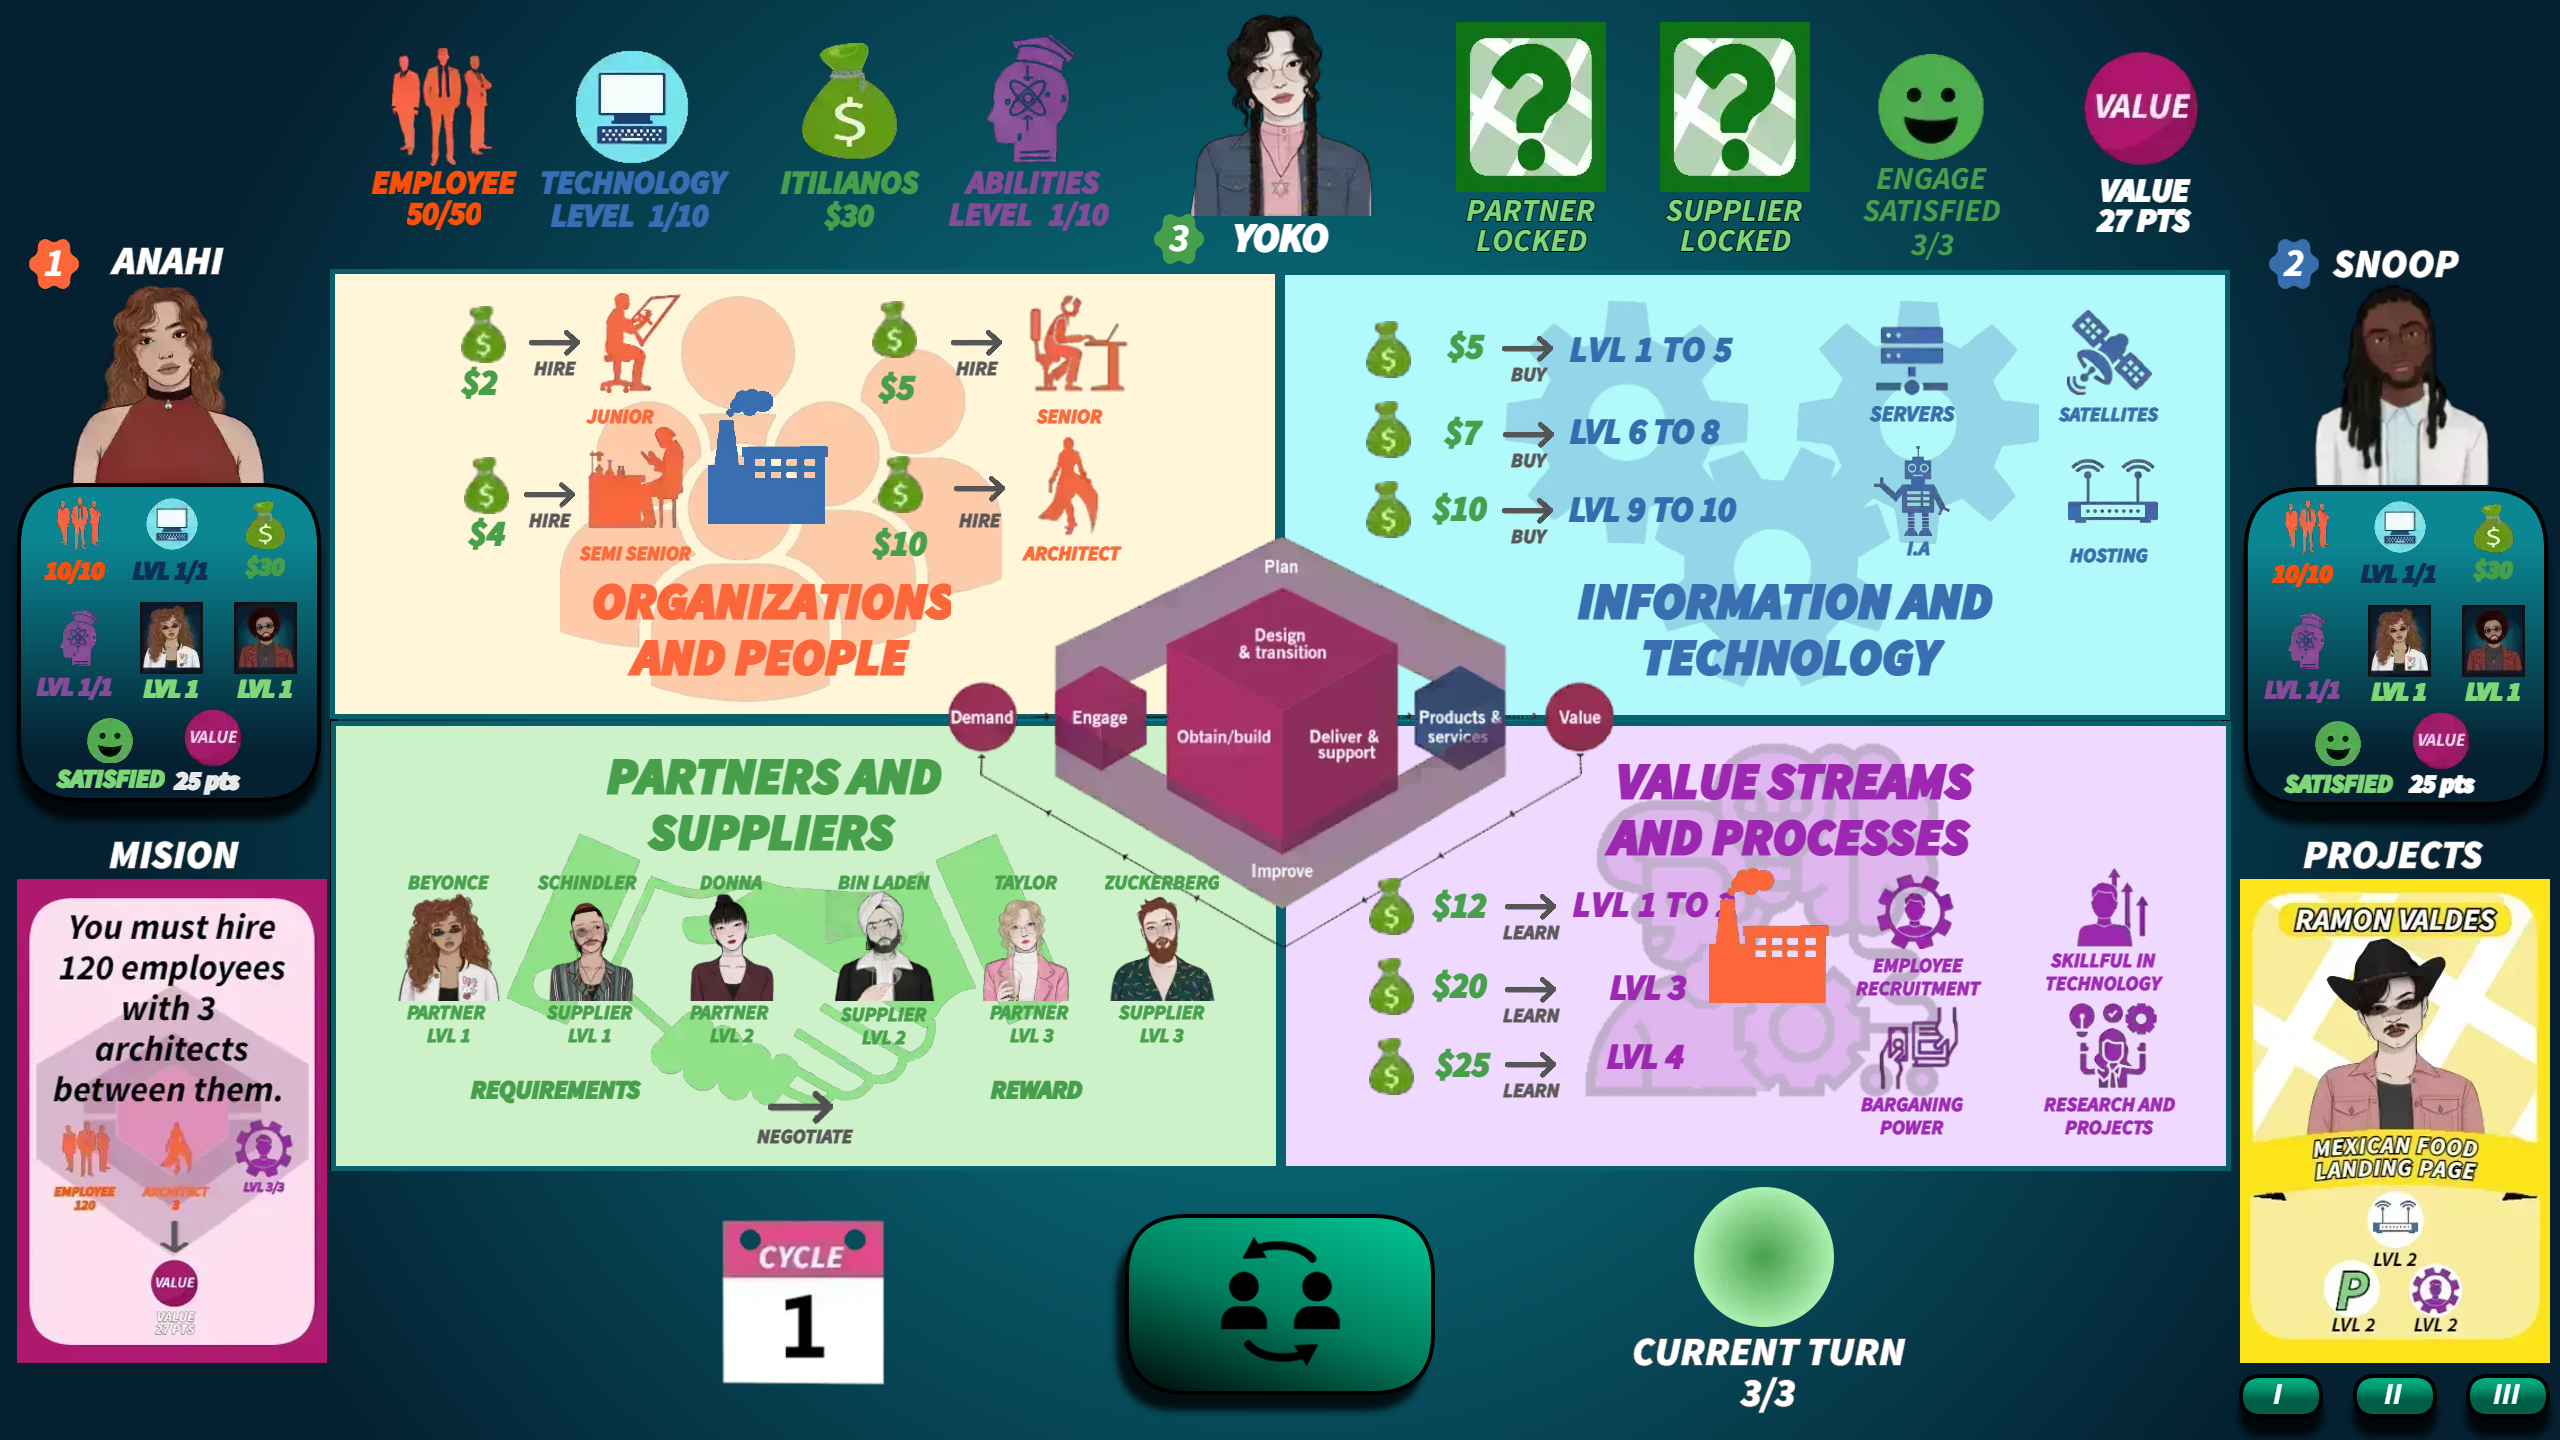 EMPLOYEE
50/50
TECHNOLOGY
LEVEL 1/10
ITILIANOS
$30
ABILITIES
LEVEL 1/10
3
YOKO
PARTNER
LOCKED
SUPPLIER
LOCKED
ENGAGE
SATISFIED
3/3
VALUE
VALUE
27 PTS
1
ANAHI
10/10
LVL 1/1
$30
LVL 1/1
LVL 1
LVL 1
SATISFIED
VALUE
25 pts
2
SNOOP
10/10
LVL 1/1
$30
LVL 1/1
LVL 1
LVL 1
SATISFIED
VALUE
25 pts
$2
HIRE
JUNIOR
$5
HIRE
SENIOR
$4
HIRE
SEMI SENIOR
$10
HIRE
ARCHITECT
ORGANIZATIONS
AND PEOPLE
$5
BUY
LVL 1 TO 5
$7
BUY
LVL 6 TO 8
$10
BUY
LVL 9 TO 10
SERVERS
SATELLITES
I.A
HOSTING
INFORMATION AND
TECHNOLOGY
Plan
Design
& transition
Demand
Engage
Obtain/build
Deliver &
support
Products &
services
Value
Improve
PARTNERS AND
SUPPLIERS
BEYONCE
PARTNER
LVL 1
SCHINDLER
SUPPLIER
LVL 1
DONNA
PARTNER
LVL 2
BIN LADEN
SUPPLIER
LVL 2
TAYLOR
PARTNER
LVL 3
ZUCKERBERG
SUPPLIER
LVL 3
REQUIREMENTS
NEGOTIATE
REWARD
VALUE STREAMS
AND PROCESSES
$12
LEARN
LVL 1 TO
$20
LEARN
LVL 3
$25
LEARN
LVL 4
EMPLOYEE
RECRUITMENT
SKILLFUL IN
TECHNOLOGY
BARGANING
POWER
RESEARCH AND
PROJECTS
MISION
You must hire
120 employees
with 3
architects
between them.
EMPLOYEE
120
ARCHITECT
3
LVL 3/3
VALUE
VALUE
27 PTS
PROJECTS
RAMON VALDES
MEXICAN FOOD
LANDING PAGE
LVL 2
P
LVL 2
LVL 2
I
II
III
CYCLE
1
CURRENT TURN
3/3